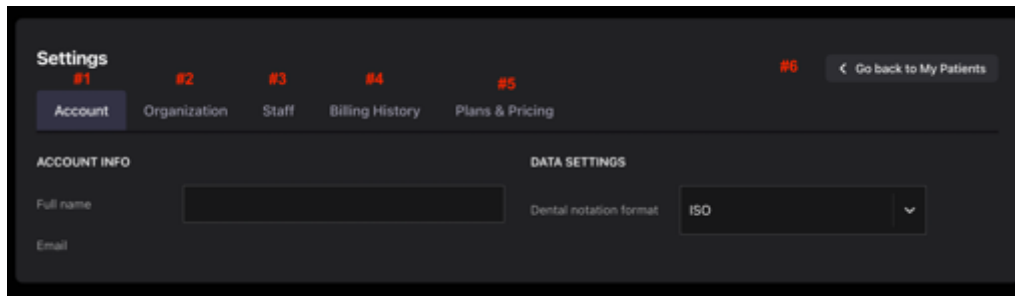 Settings
#1 #2 #3 #4 #5 #6
< Go back to My Patients
Account Organization Staff Billing History Plans & Pricing
ACCOUNT INFO DATA SETTINGS
Full name Dental notation format ISO
Email